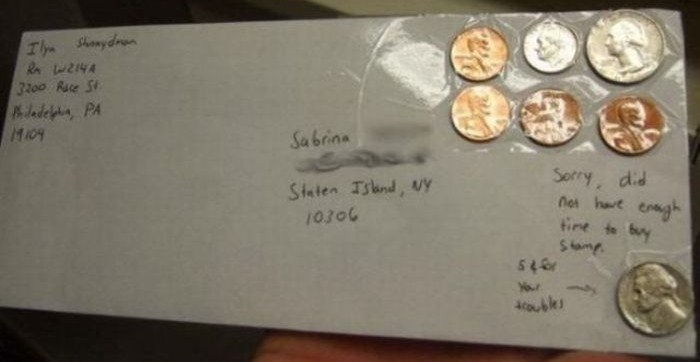 Ilya Shnaydman
Rm W214A
3200 Race St.
Philadelphia, PA
19104
Sabrina
Staten Island, NY
10306
Sorry, did
not have enough
time to buy
stamp.
5¢ for
your
troubles